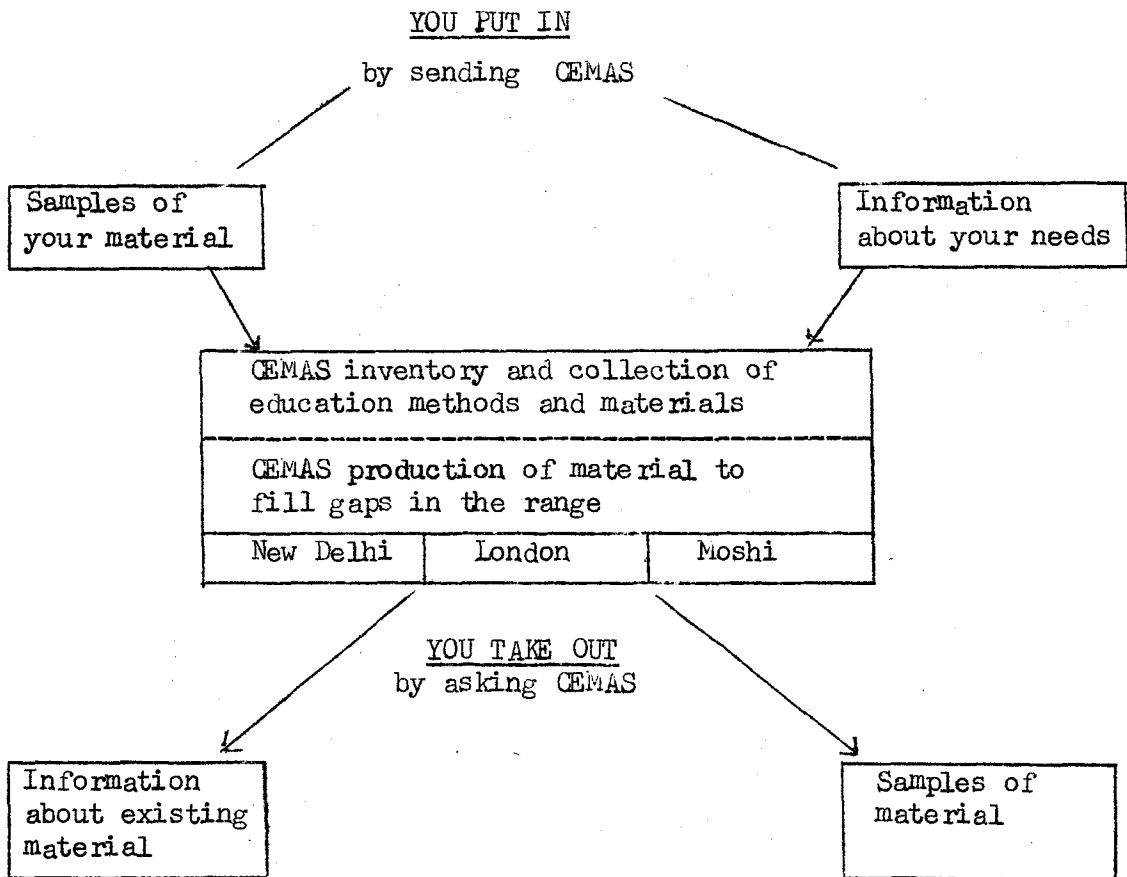 YOU PUT IN
by sending CEMAS
Samples of
your material
Information
about your needs
CEMAS inventory and collection of
education methods and materials
CEMAS production of material to
fill gaps in the range
New Delhi
London
Moshi
YOU TAKE OUT
by asking CEMAS
Information
about existing
material
Samples of
material